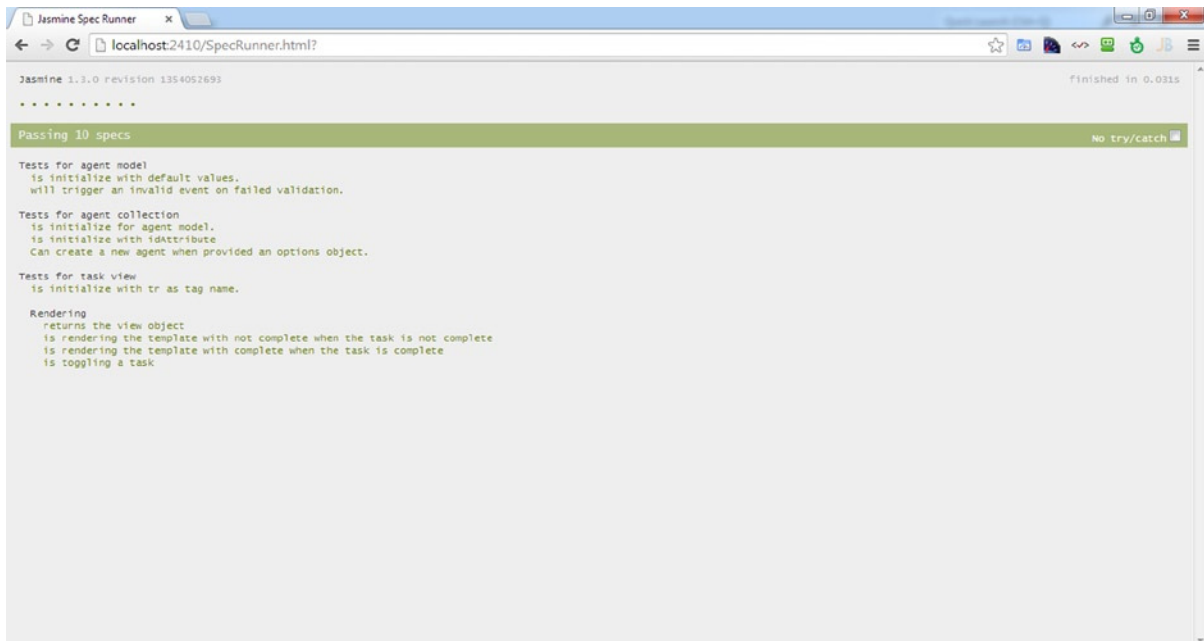 Jasmine Spec Runner
localhost:2410/SpecRunner.html?
JB
Jasmine 1.3.0 revision 1354052693
finished in 0.031s
Passing 10 specs
No try/catch
Tests for agent model
is initialize with default values.
will trigger an invalid event on failed validation.
Tests for agent collection
is initialize for agent model.
is initialize with idAttribute
Can create a new agent when provided an options object.
Tests for task view
is initialize with tr as tag name.
Rendering
returns the view object
is rendering the template with not complete when the task is not complete
is rendering the template with complete when the task is complete
is toggling a task